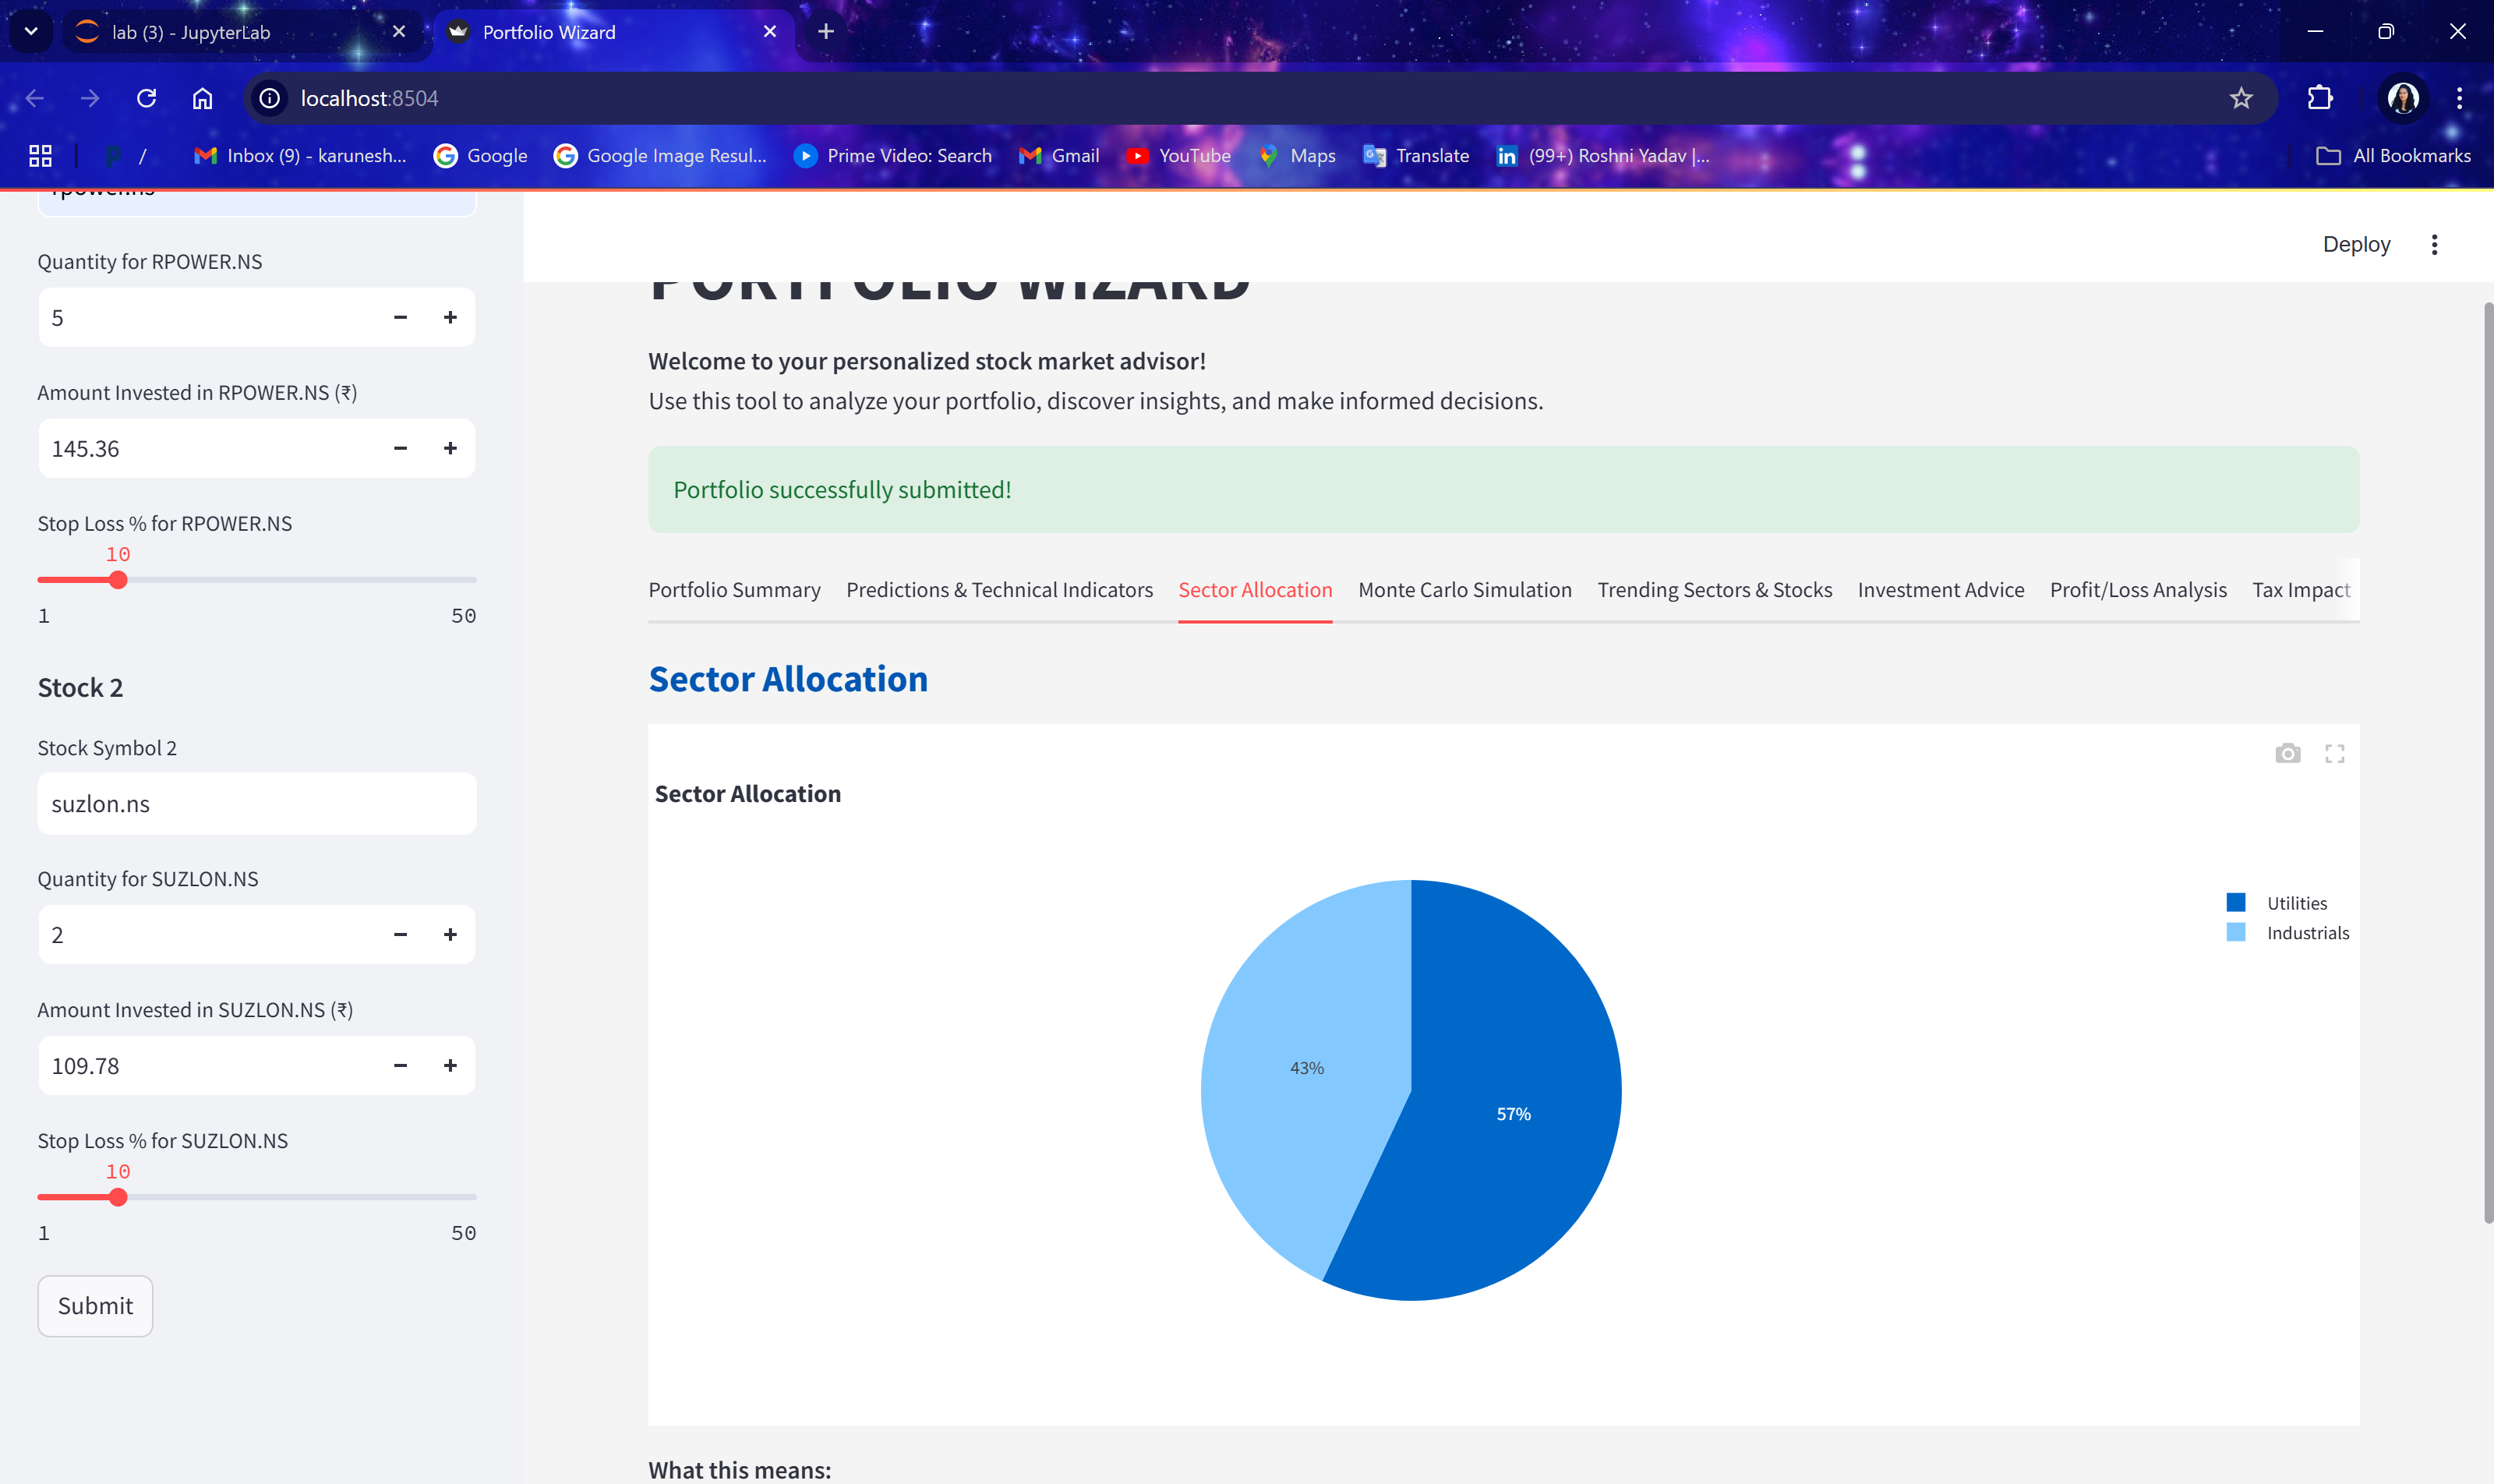 lab (3) - JupyterLab
Portfolio Wizard
localhost:8504
/
Inbox (9) - karunesh...
Google
Google Image Resul...
Prime Video: Search
Gmail
YouTube
Maps
Translate
(99+) Roshni Yadav |...
All Bookmarks
rpower.ns
Quantity for RPOWER.NS
5
Amount Invested in RPOWER.NS (₹)
145.36
Stop Loss % for RPOWER.NS
10
1 50
Stock 2
Stock Symbol 2
suzlon.ns
Quantity for SUZLON.NS
2
Amount Invested in SUZLON.NS (₹)
109.78
Stop Loss % for SUZLON.NS
10
1 50
Submit
Deploy
PORTFOLIO WIZARD
Welcome to your personalized stock market advisor!
Use this tool to analyze your portfolio, discover insights, and make informed decisions.
Portfolio successfully submitted!
Portfolio Summary Predictions & Technical Indicators Sector Allocation Monte Carlo Simulation Trending Sectors & Stocks Investment Advice Profit/Loss Analysis Tax Impact
Sector Allocation
Sector Allocation
Utilities
Industrials
43%
57%
What this means: